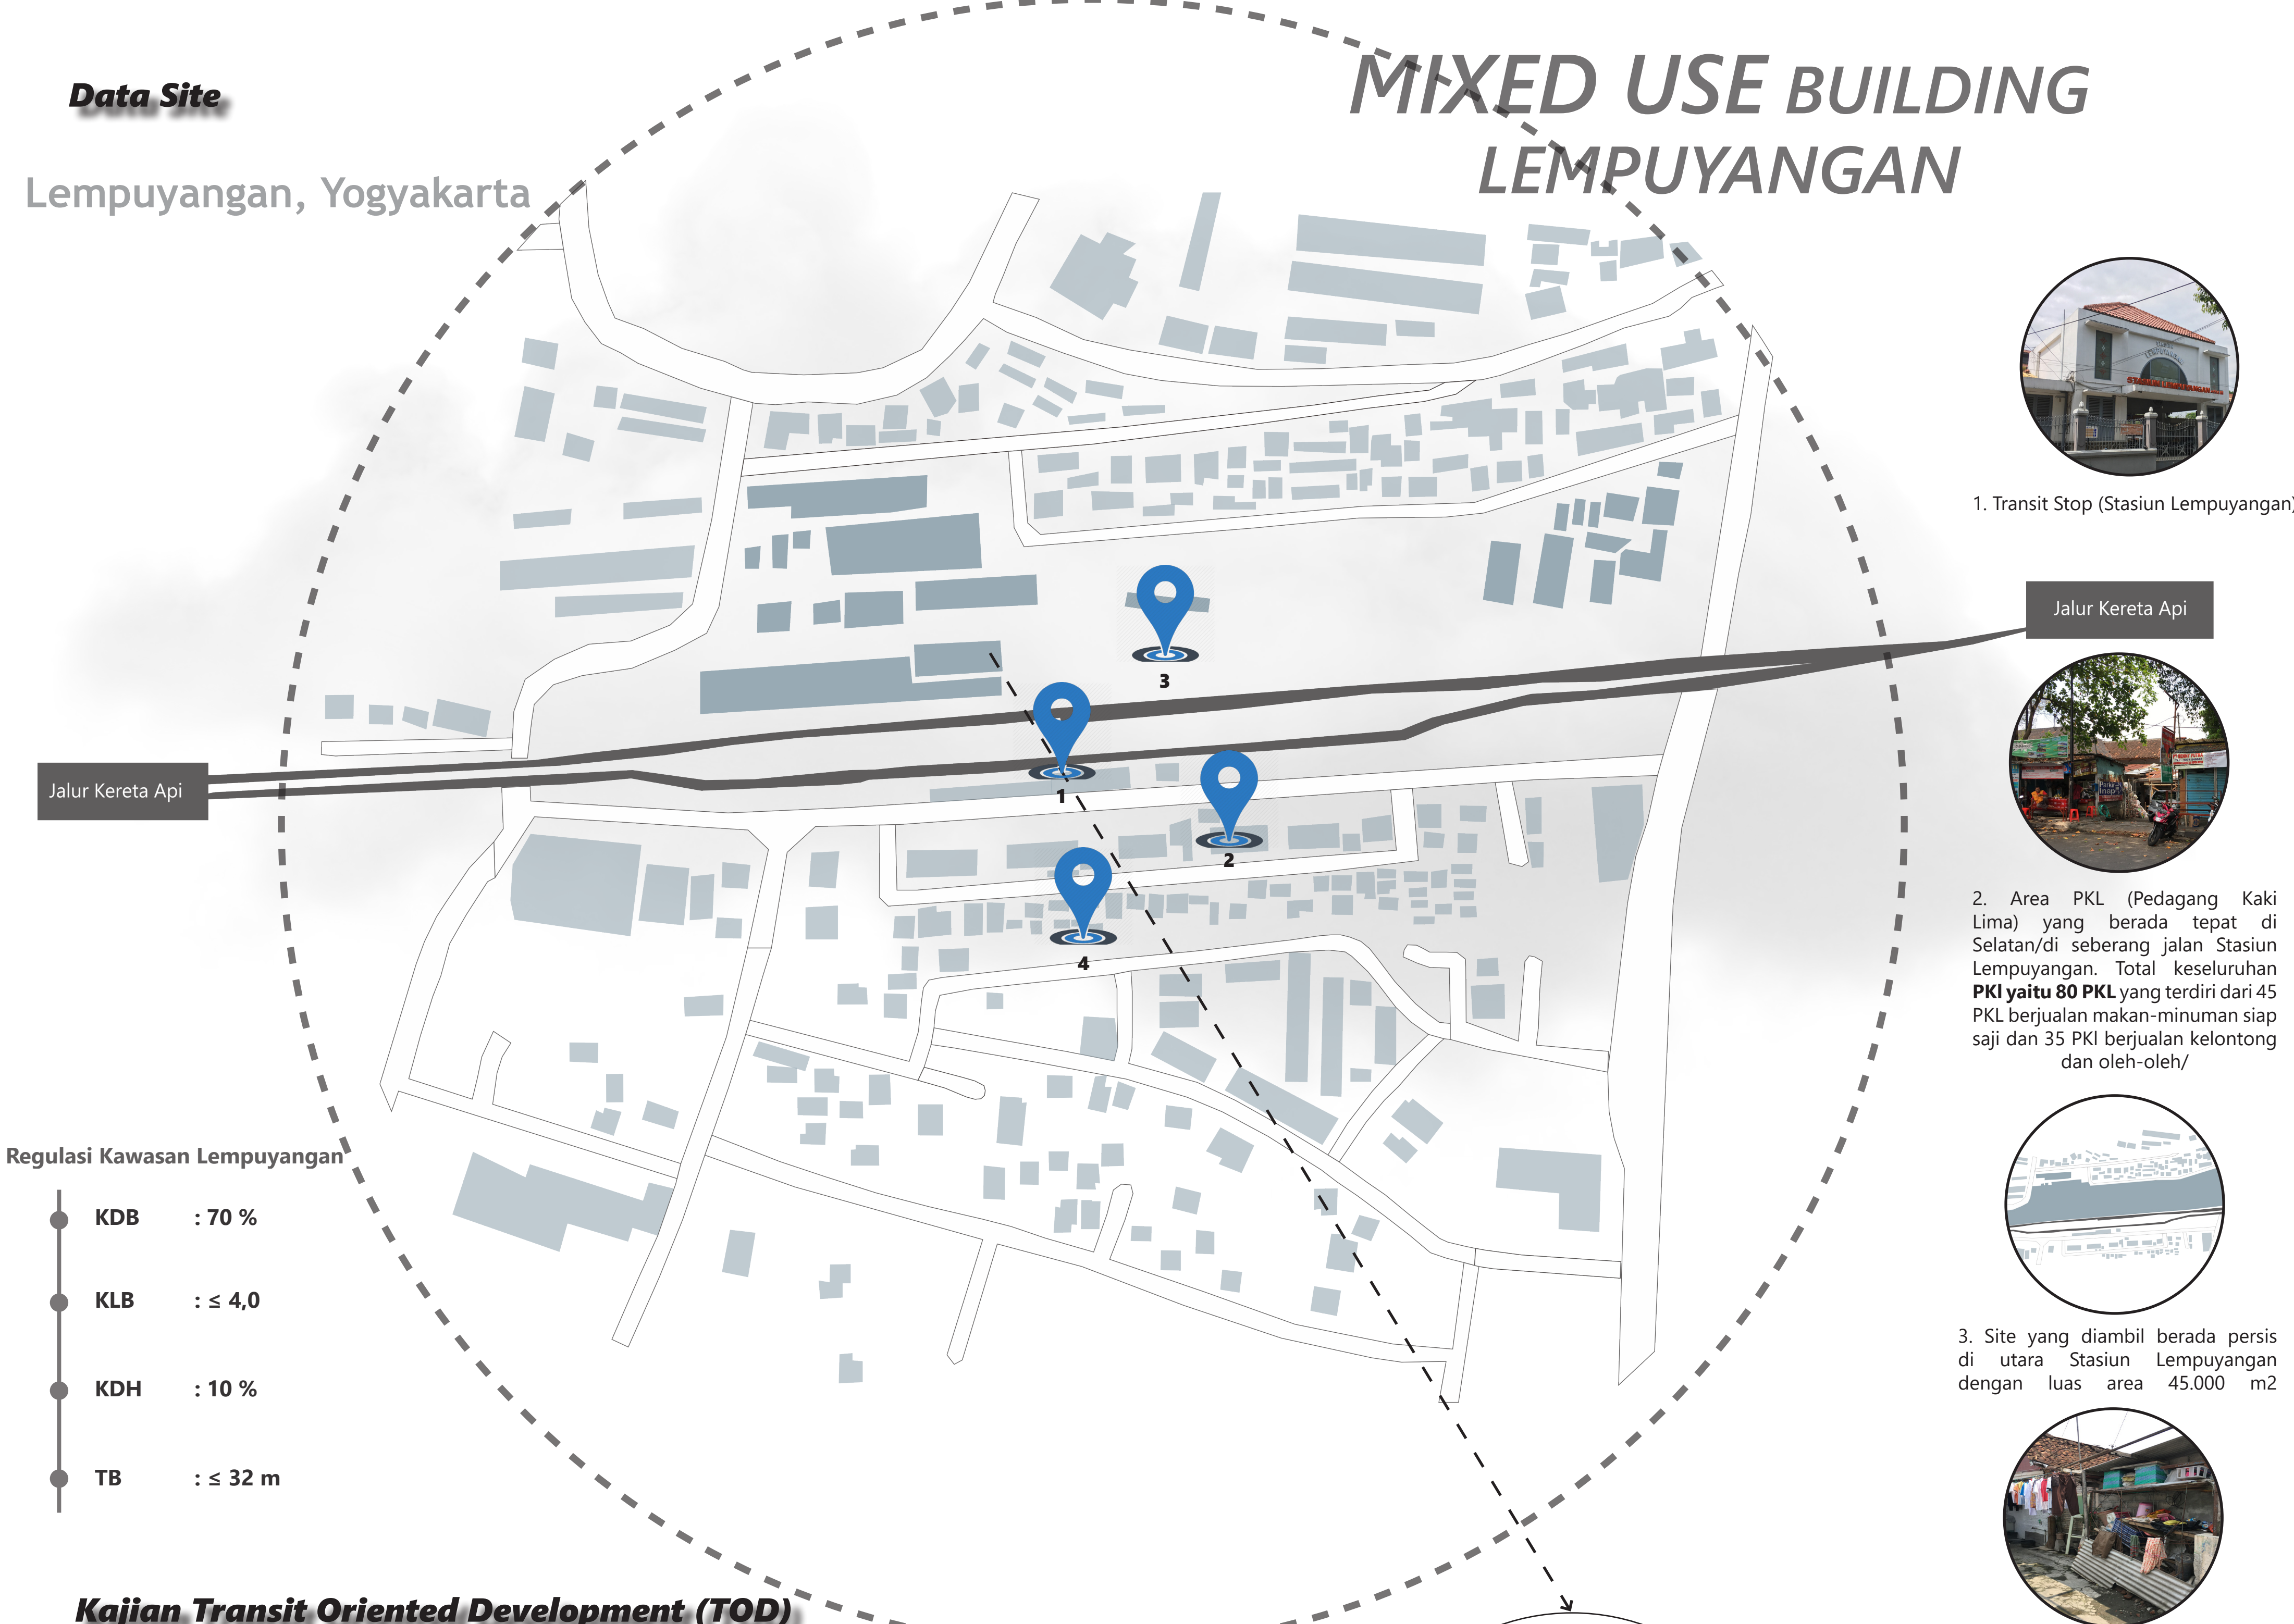 Data Site
Lempuyangan, Yogyakarta
MIXED USE BUILDING
LEMPUYANGAN
STASIUN LEMPUYANGAN
1. Transit Stop (Stasiun Lempuyangan)
Jalur Kereta Api
Jalur Kereta Api
3
1
2
4
2. Area PKL (Pedagang Kaki
Lima) yang berada tepat di
Selatan/di seberang jalan Stasiun
Lempuyangan. Total keseluruhan
PKl yaitu 80 PKL yang terdiri dari 45
PKL berjualan makan-minuman siap
saji dan 35 PKl berjualan kelontong
dan oleh-oleh/
3. Site yang diambil berada persis
di utara Stasiun Lempuyangan
dengan luas area 45.000 m2
Regulasi Kawasan Lempuyangan
KDB : 70 %
KLB : ≤ 4,0
KDH : 10 %
TB : ≤ 32 m
Kajian Transit Oriented Development (TOD)